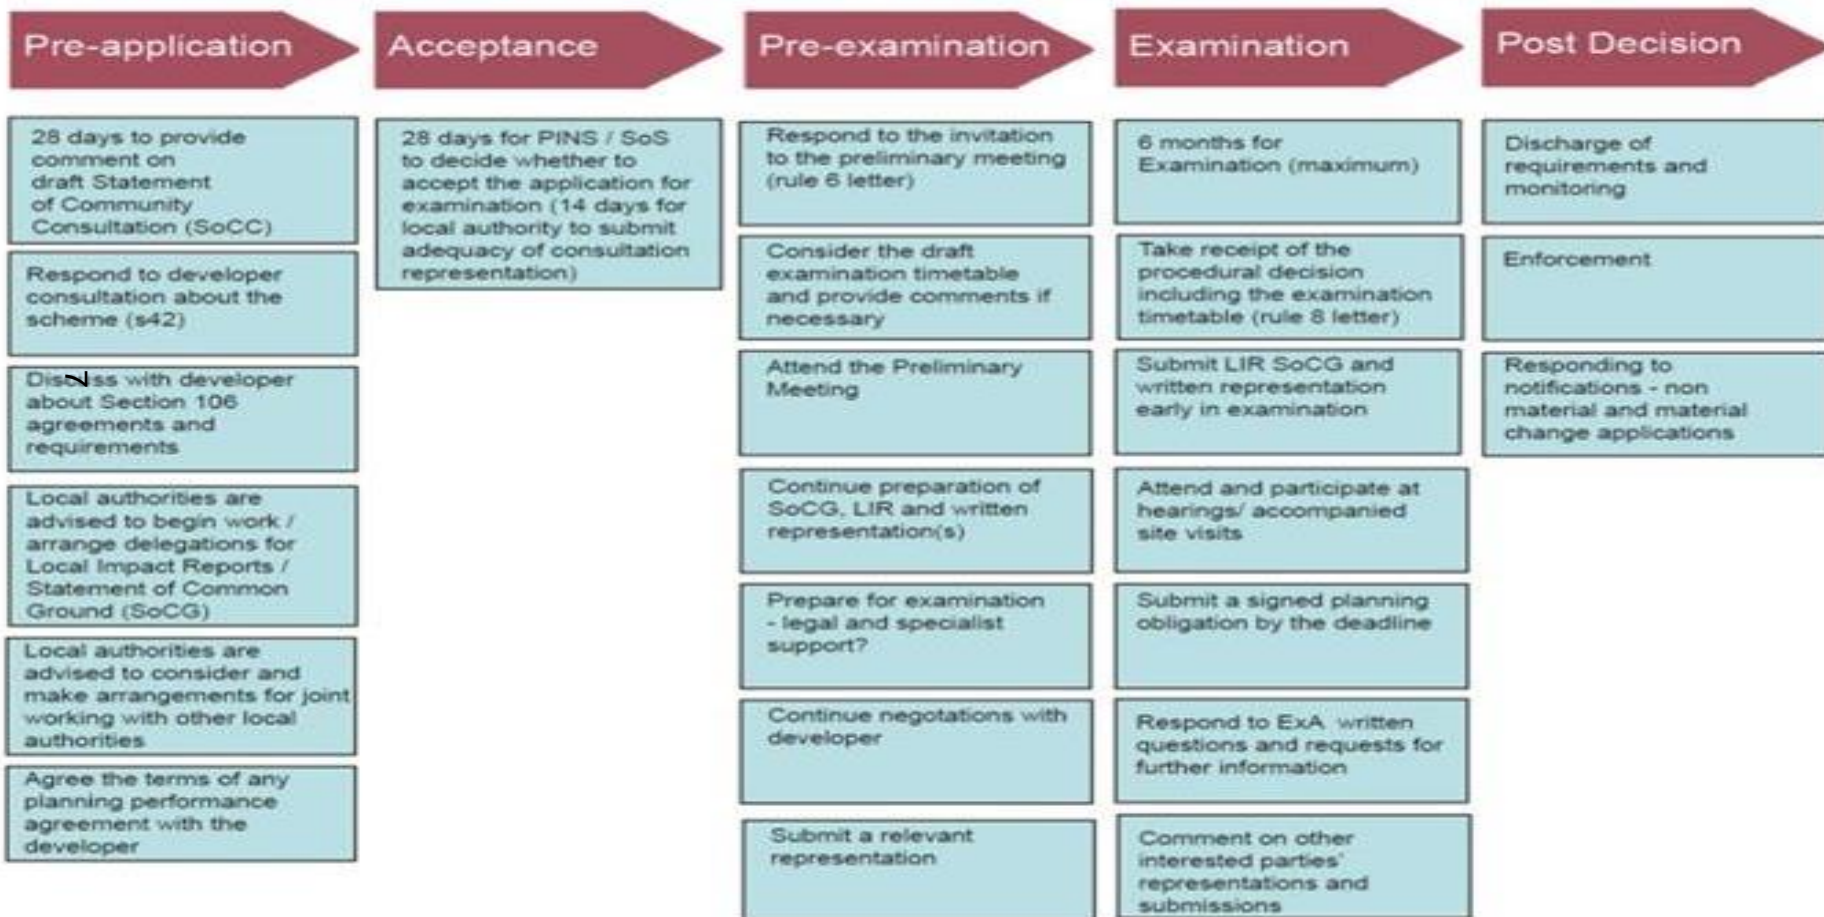 Pre-application
28 days to provide
comment on
draft Statement
of Community
Consultation (SoCC)
Respond to developer
consultation about the
scheme (s42)
Discuss with developer
about Section 106
agreements and
requirements
7
Local authorities are
advised to begin work /
arrange delegations for
Local Impact Reports /
Statement of Common
Ground (SoCG)
Local authorities are
advised to consider and
make arrangements for joint
working with other local
authorities
Agree the terms of any
planning performance
agreement with the
developer
Acceptance
28 days for PINS / SoS
to decide whether to
accept the application for
examination (14 days for
local authority to submit
adequacy of consultation
representation)
Pre-examination
Respond to the invitation
to the preliminary meeting
(rule 6 letter)
Consider the draft
examination timetable
and provide comments if
necessary
Attend the Preliminary
Meeting
Continue preparation of
SoCG, LIR and written
representation(s)
Prepare for examination
- legal and specialist
support?
Continue negotations with
developer
Submit a relevant
representation
Examination
6 months for
Examination (maximum)
Take receipt of the
procedural decision
including the examination
timetable (rule 8 letter)
Submit LIR SoCG and
written representation
early in examination
Attend and participate at
hearings/ accompanied
site visits
Submit a signed planning
obligation by the deadline
Respond to ExA written
questions and requests for
further information
Comment on other
interested parties'
representations and
submissions
Post Decision
Discharge of
requirements and
monitoring
Enforcement
Responding to
notifications - non
material and material
change applications